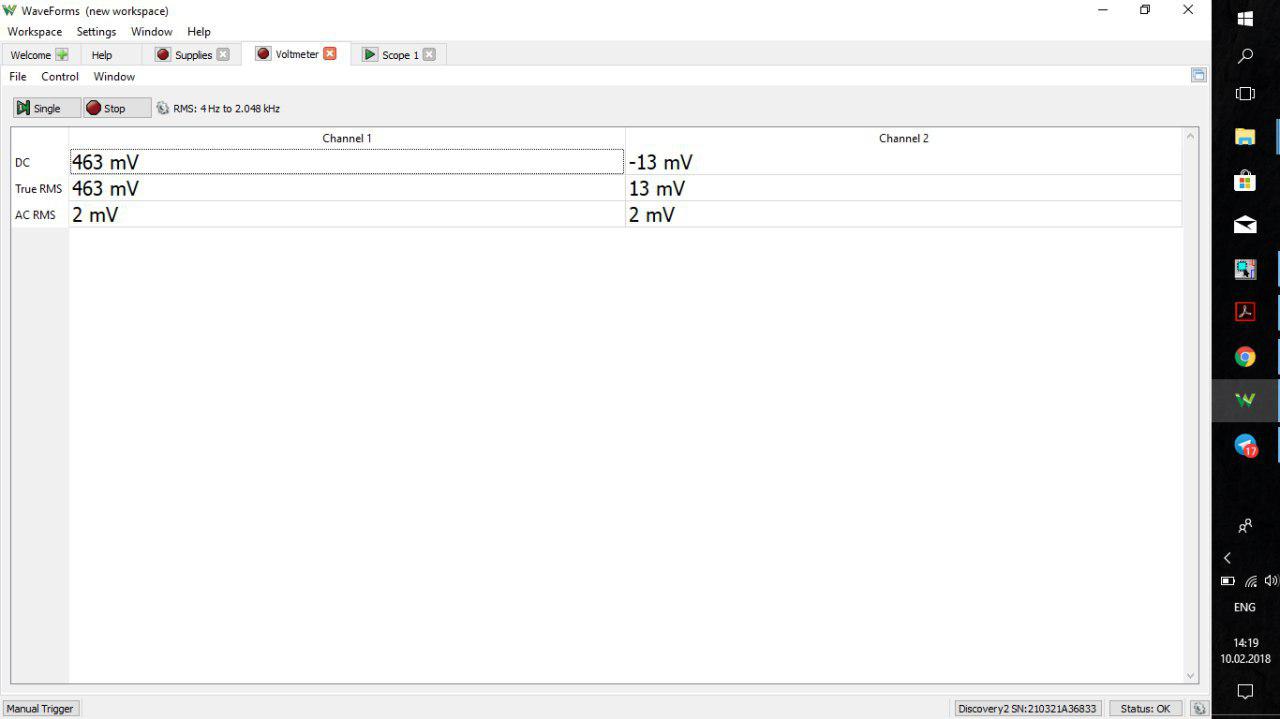 WaveForms (new workspace)
Workspace Settings Window Help
Welcome Help Supplies Voltmeter Scope 1
File Control Window
Single Stop RMS: 4 Hz to 2.048 kHz
Channel 1 Channel 2
DC 463 mV -13 mV
True RMS 463 mV 13 mV
AC RMS 2 mV 2 mV
17
ENG
14:19
10.02.2018
Manual Trigger Discovery2 SN:210321A36833 Status: OK